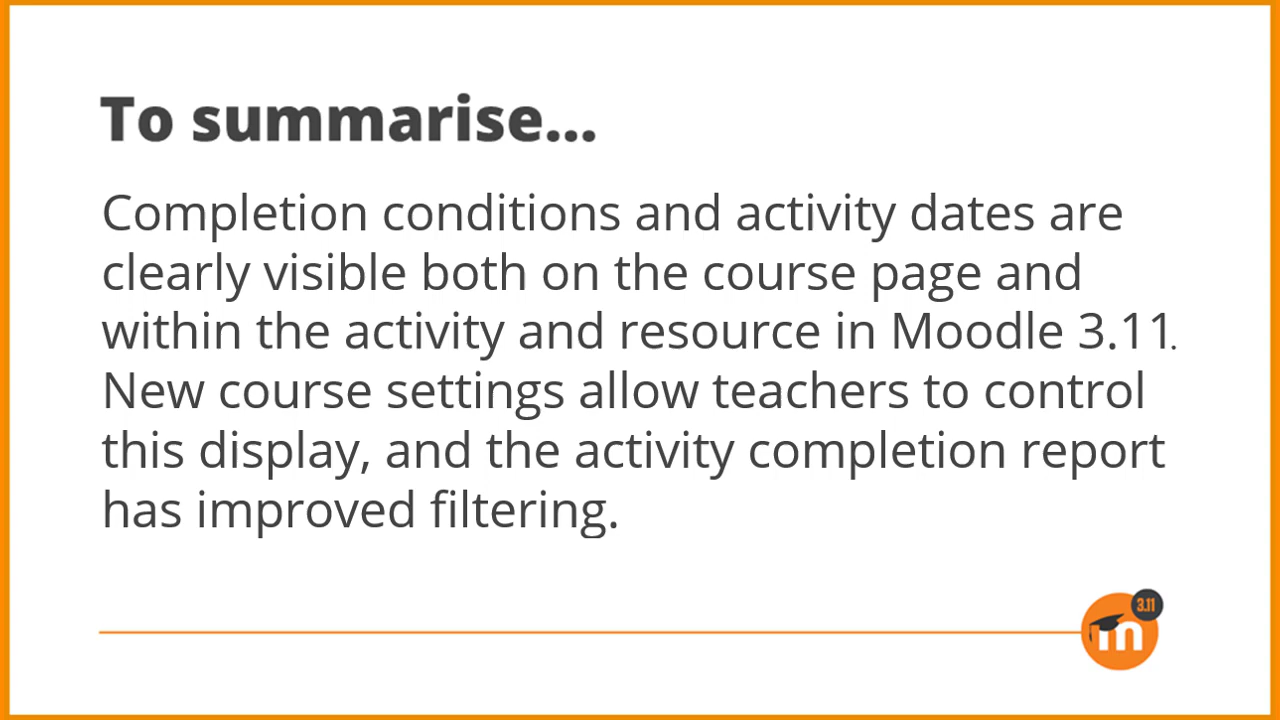 To summarise...
Completion conditions and activity dates are
clearly visible both on the course page and
within the activity and resource in Moodle 3.11.
New course settings allow teachers to control
this display, and the activity completion report
has improved filtering.
3.11
m